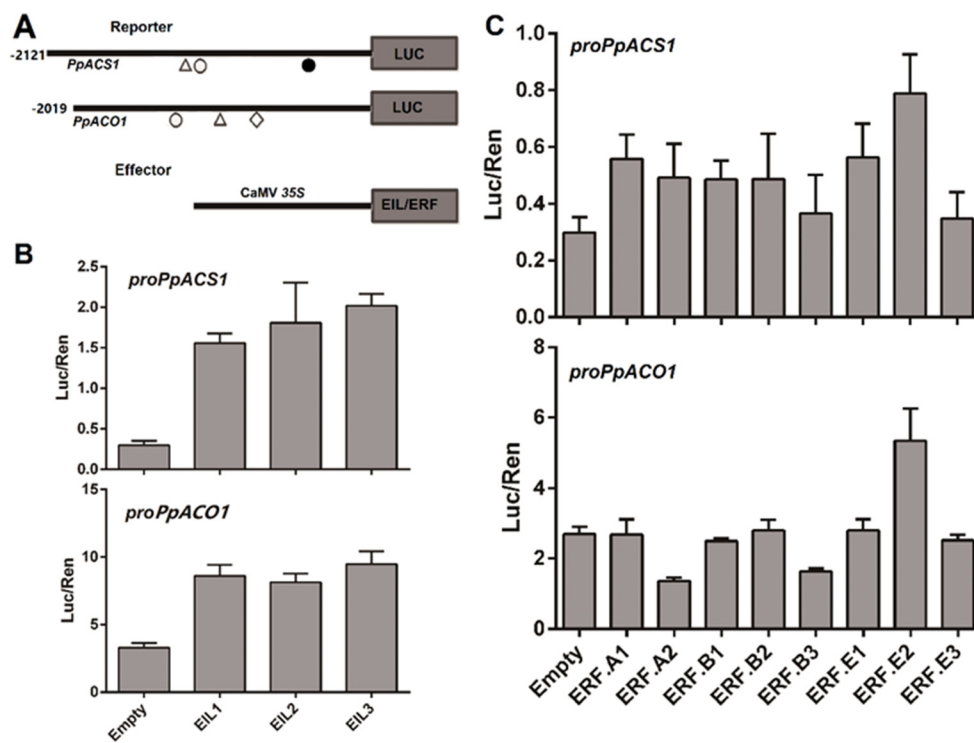 A
Reporter
-2121
PpACS1
LUC
-2019
PpACO1
LUC
Effector
CaMV 35S
EIL/ERF
B
proPpACS1
Luc/Ren
2.5
2.0
1.5
1.0
0.5
0.0
proPpACO1
Luc/Ren
15
10
5
0
Empty
EIL1
EIL2
EIL3
C
proPpACS1
Luc/Ren
1.0
0.8
0.6
0.4
0.2
0.0
proPpACO1
Luc/Ren
8
6
4
2
0
Empty
ERF.A1
ERF.A2
ERF.B1
ERF.B2
ERF.B3
ERF.E1
ERF.E2
ERF.E3